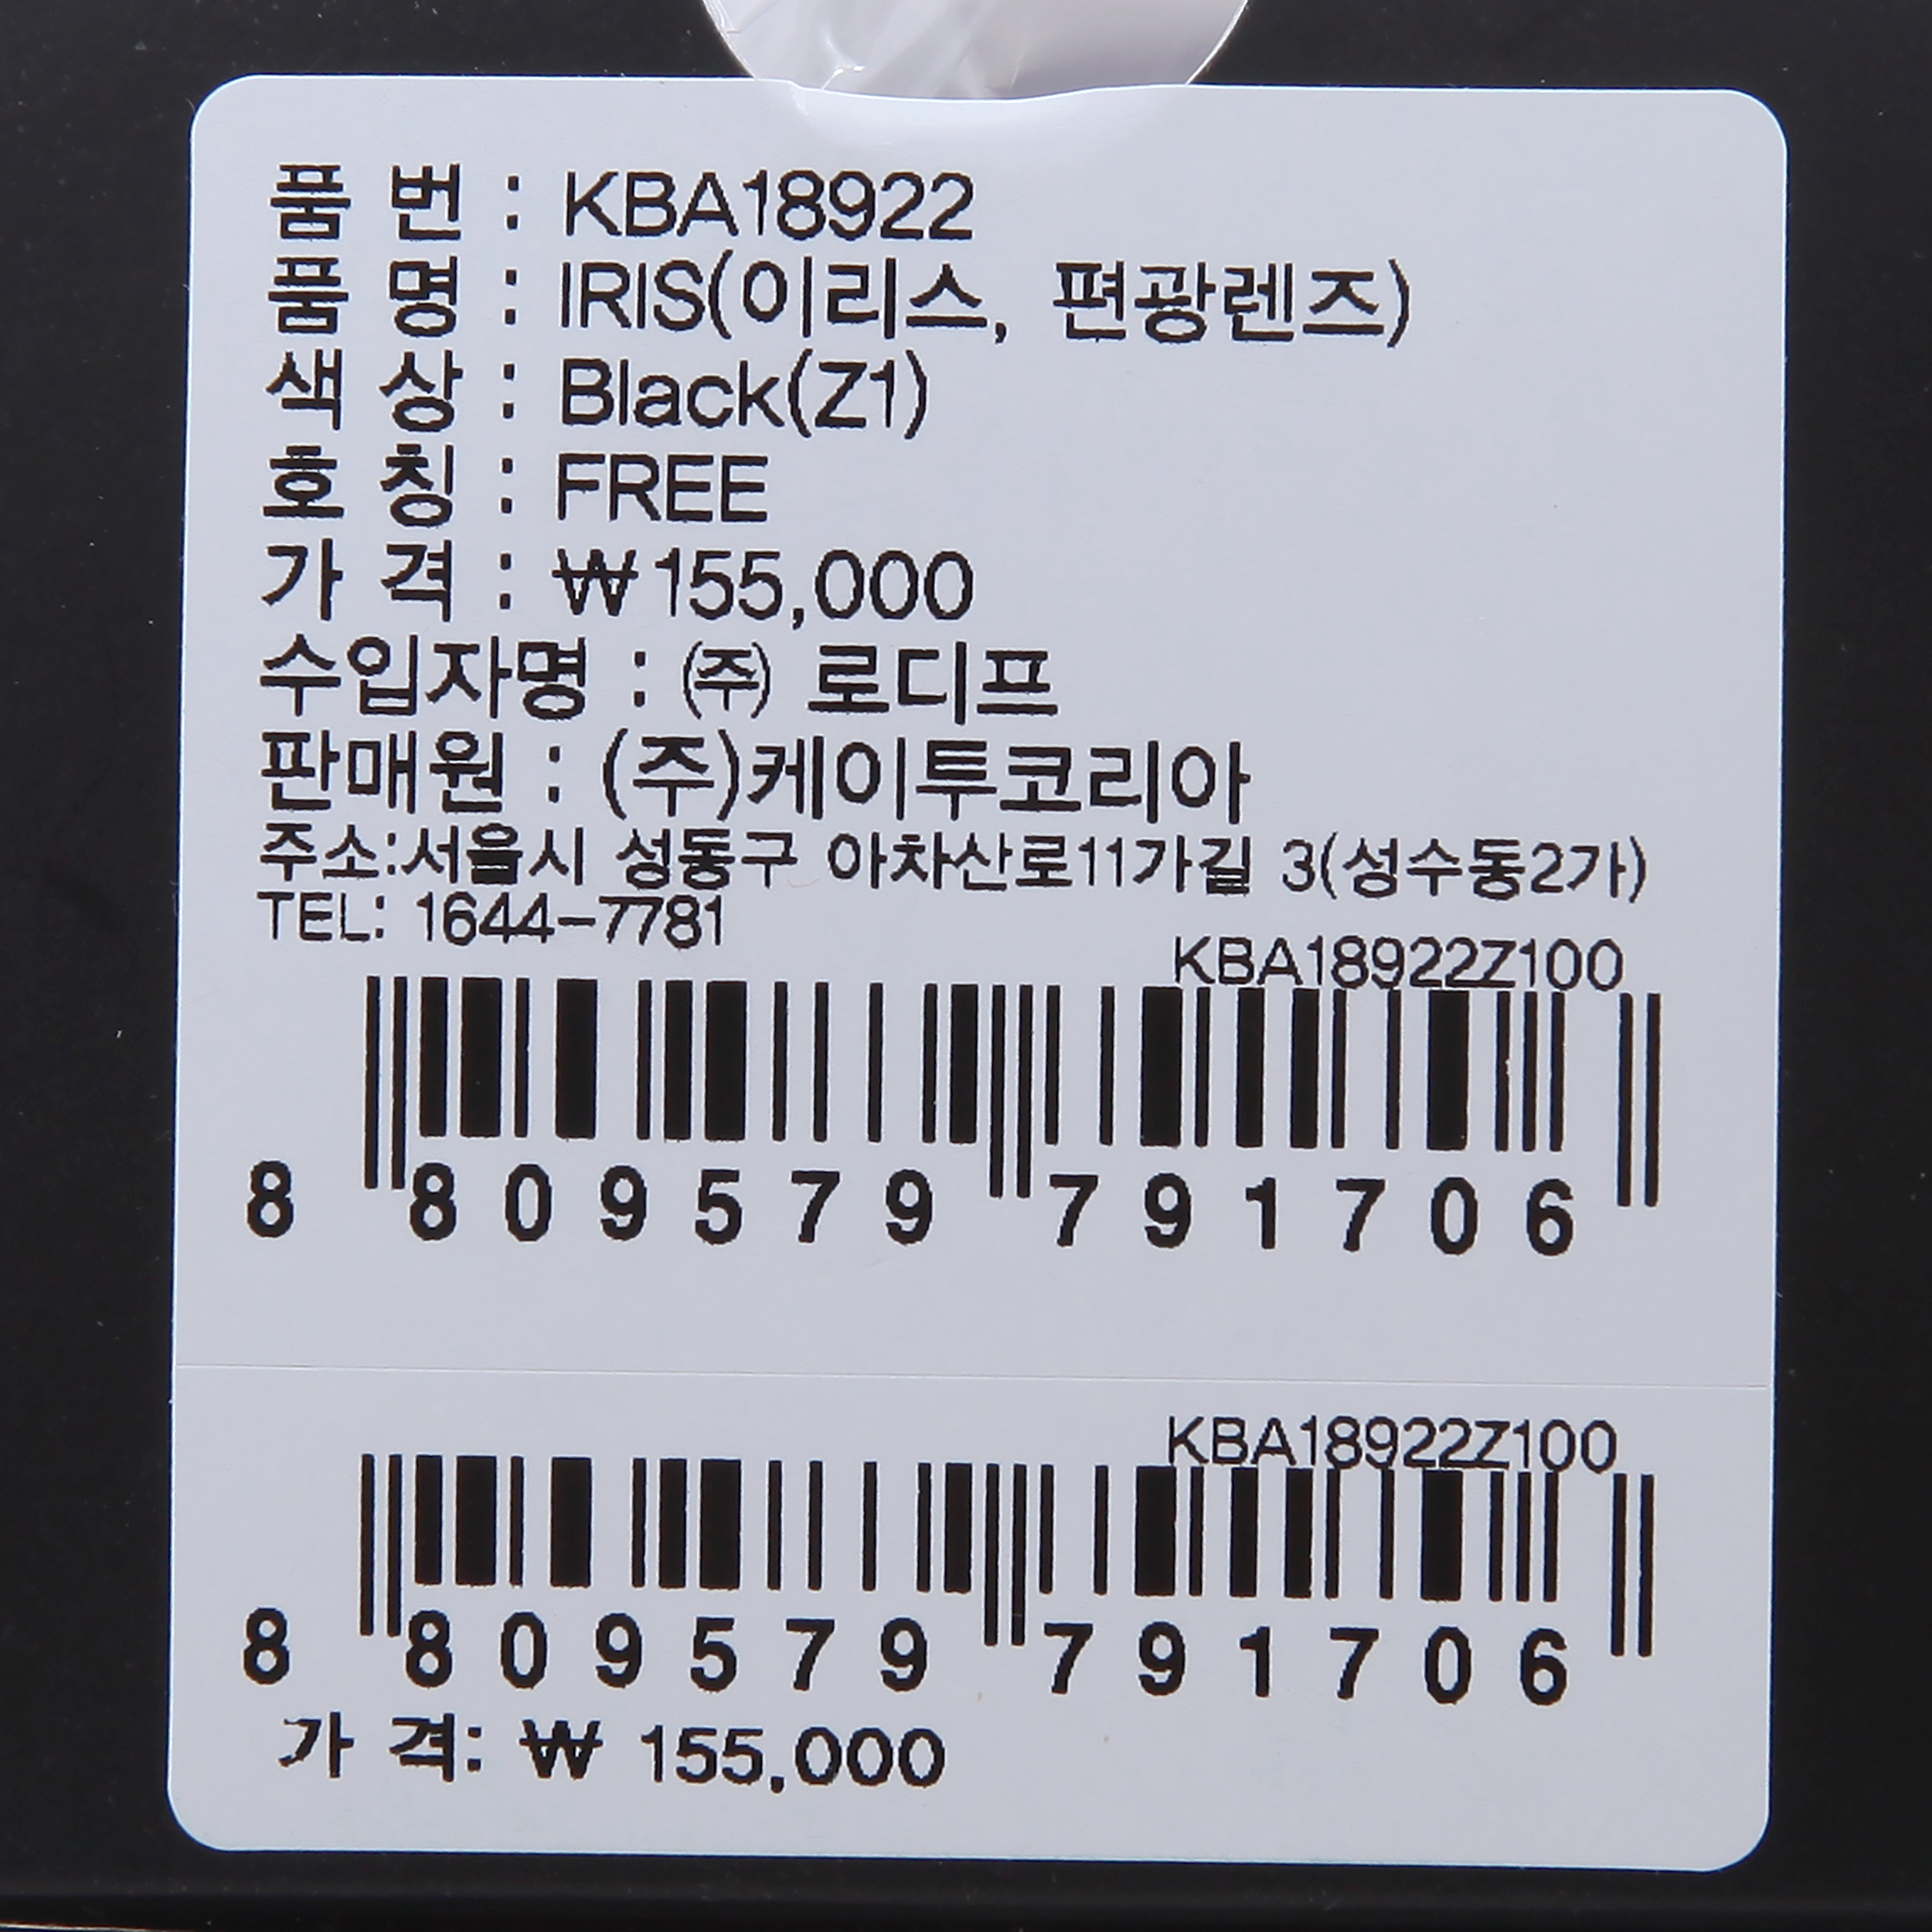 품 번 : KBA18922
품 명 : IRIS(이리스, 편광렌즈)
색 상 : Black(Z1)
호 칭 : FREE
가 격 : ₩155,000
수입자명 : ㈜ 로디프
판매원 : (주)케이투코리아
주소:서울시 성동구 아차산로11가길 3(성수동2가)
TEL: 1644-7781
KBA18922Z100
8 809579 791706
KBA18922Z100
8 809579 791706
가 격: ₩ 155,000